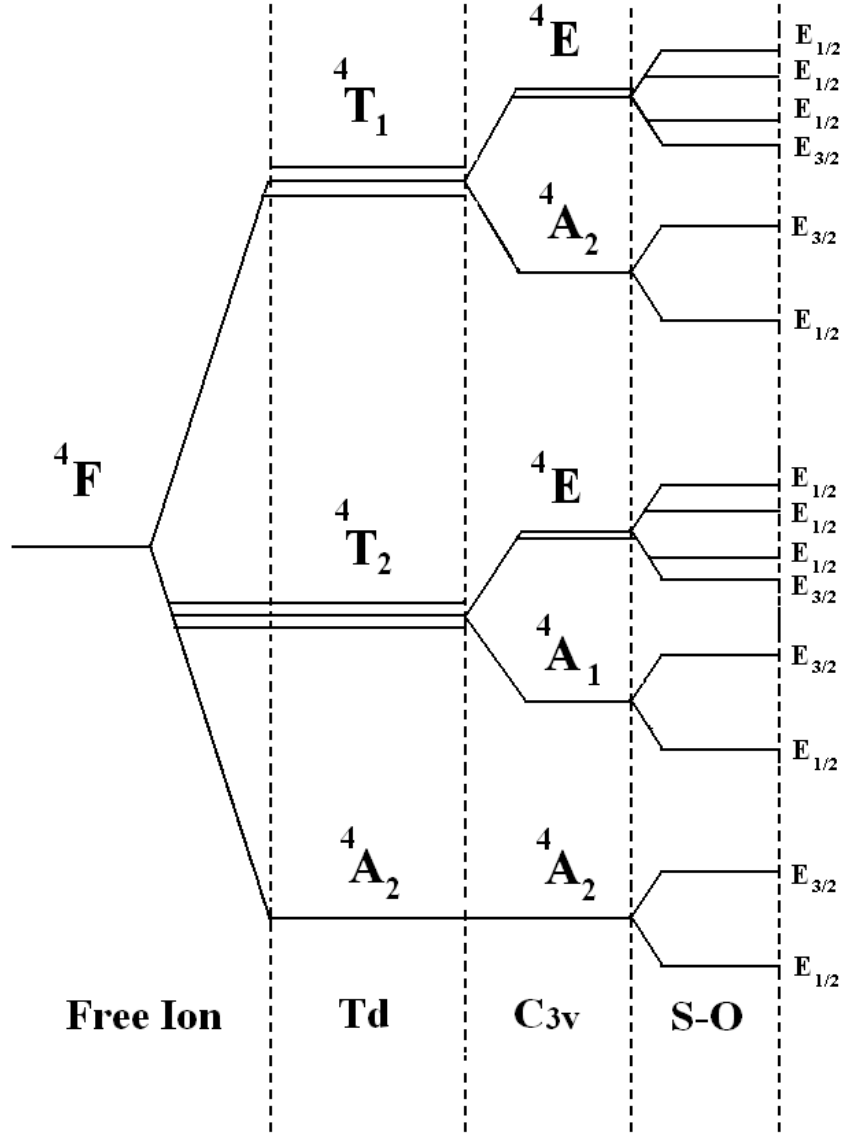 ⁴E
E₁/₂
⁴T₁
E₁/₂
E₁/₂
E₃/₂
⁴A₂
E₃/₂
E₁/₂
⁴F
⁴E
E₁/₂
⁴T₂
E₁/₂
E₁/₂
E₃/₂
⁴A₁
E₃/₂
E₁/₂
⁴A₂ ⁴A₂
E₃/₂
E₁/₂
Free Ion Td C₃ᵥ S-O